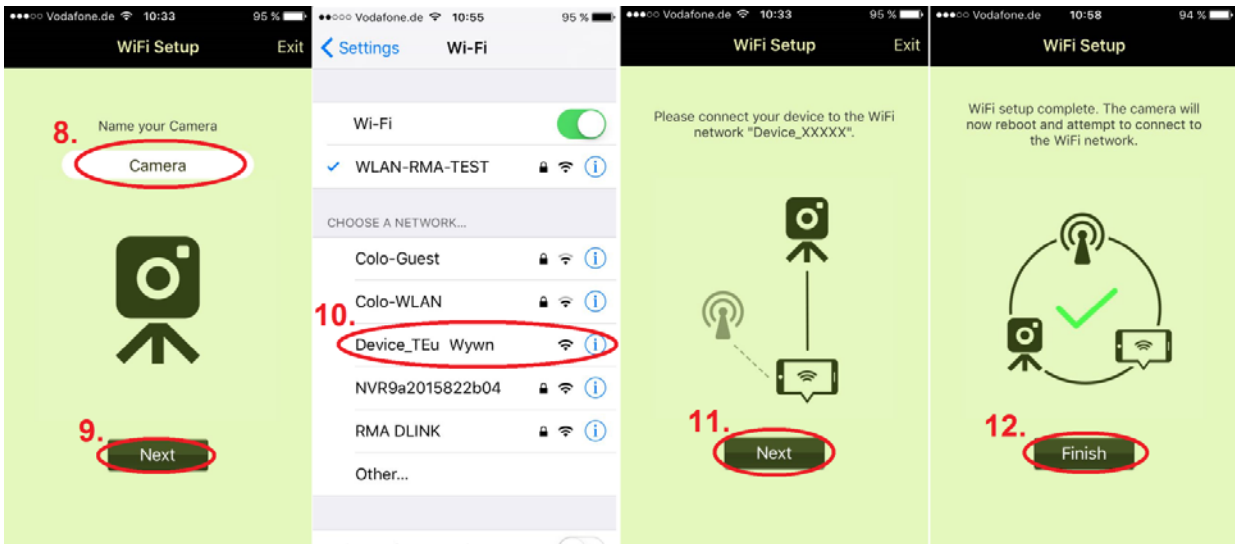 ●●●○○ Vodafone.de 10:33 95 %
WiFi Setup Exit
8. Name your Camera
Camera
9. Next
●●○○○ Vodafone.de 10:55 95 %
Settings Wi-Fi
Wi-Fi
WLAN-RMA-TEST
CHOOSE A NETWORK...
Colo-Guest
Colo-WLAN
10.
Device_TEu Wywn
NVR9a2015822b04
RMA DLINK
Other...
●●●○○ Vodafone.de 10:33 95 %
WiFi Setup Exit
Please connect your device to the WiFi
network "Device_XXXXX".
11.
Next
●●●○○ Vodafone.de 10:58 94 %
WiFi Setup
WiFi setup complete. The camera will
now reboot and attempt to connect to
the WiFi network.
12.
Finish